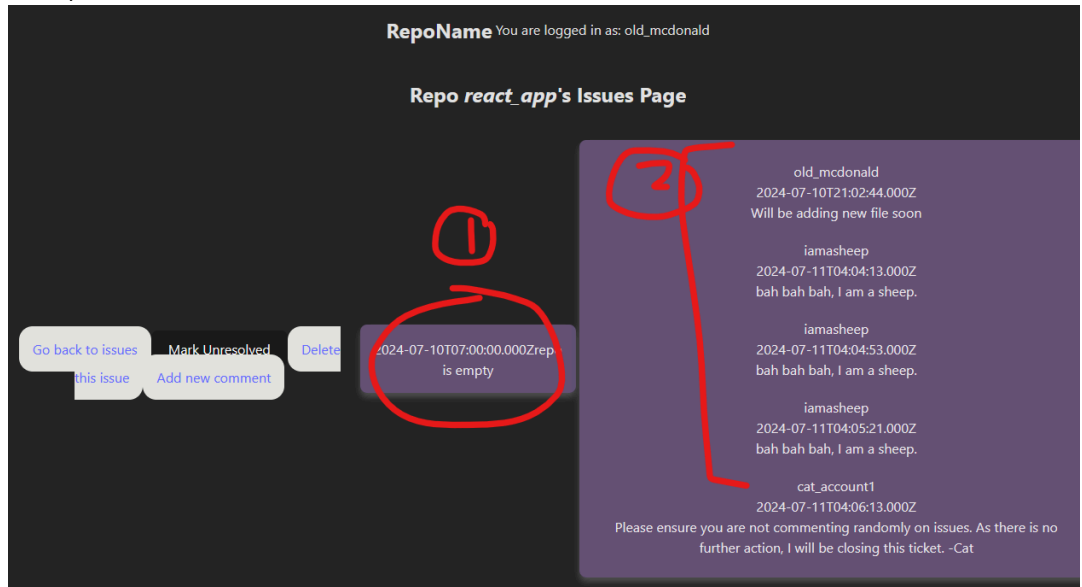 RepoName You are logged in as: old_mcdonald
Repo react_app's Issues Page
1
2
Go back to issues Mark Unresolved Delete
this issue Add new comment
2024-07-10T07:00:00.000Zrepo
is empty
old_mcdonald
2024-07-10T21:02:44.000Z
Will be adding new file soon
iamasheep
2024-07-11T04:04:13.000Z
bah bah bah, I am a sheep.
iamasheep
2024-07-11T04:04:53.000Z
bah bah bah, I am a sheep.
iamasheep
2024-07-11T04:05:21.000Z
bah bah bah, I am a sheep.
cat_account1
2024-07-11T04:06:13.000Z
Please ensure you are not commenting randomly on issues. As there is no
further action, I will be closing this ticket. -Cat